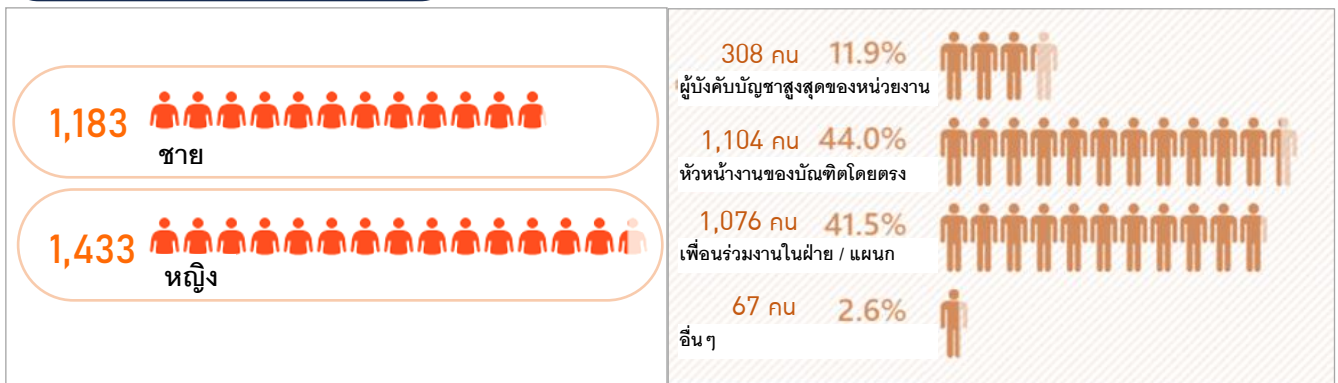 1,183
ชาย
1,433
หญิง
308 คน 11.9%
ผู้บังคับบัญชาสูงสุดของหน่วยงาน
1,104 คน 44.0%
หัวหน้างานของบัณฑิตโดยตรง
1,076 คน 41.5%
เพื่อนร่วมงานในฝ่าย / แผนก
67 คน 2.6%
อื่นๆ